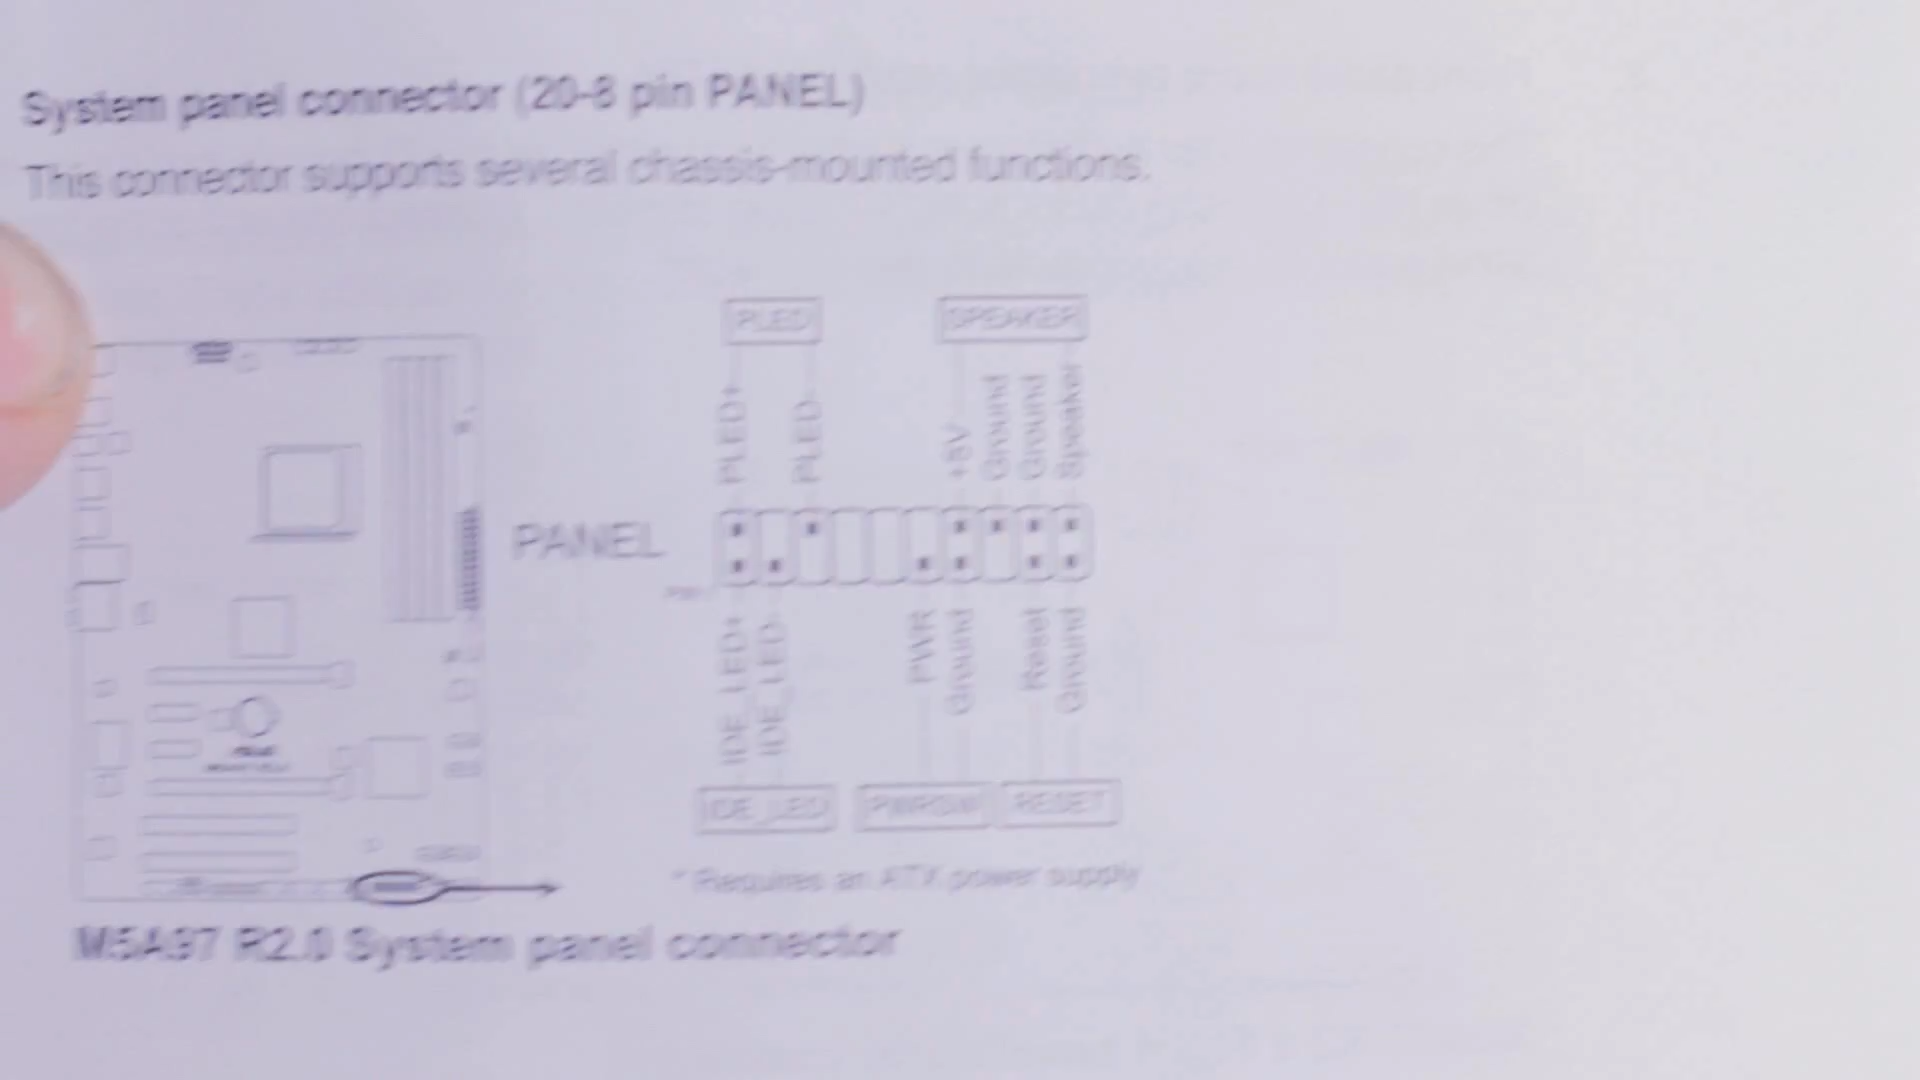 System panel connector (20-8 pin PANEL)
This connector supports several chassis-mounted functions.
PLED
SPEAKER
PLED+
PLED-
+5V
Ground
Ground
Speaker
PANEL
IDE_LED+
IDE_LED-
PWR
Ground
Reset
Ground
IDE_LED
PWRSW
RESET
* Requires an ATX power supply
M5A97 R2.0 System panel connector